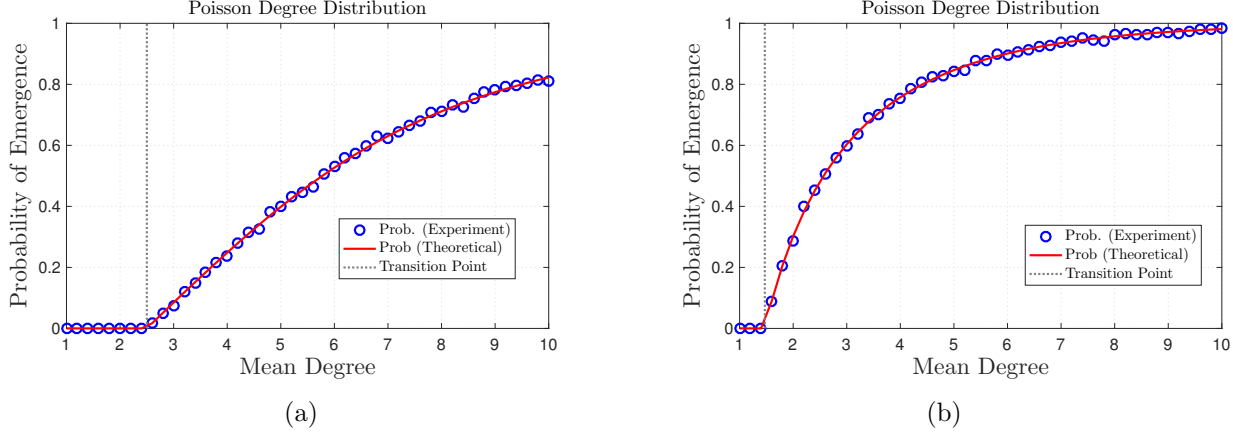 Poisson Degree Distribution
1
0.8
0.6
0.4
0.2
0
Probability of Emergence
Prob. (Experiment)
Prob (Theoretical)
Transition Point
1 2 3 4 5 6 7 8 9 10
Mean Degree
(a)
Poisson Degree Distribution
1
0.8
0.6
0.4
0.2
0
Probability of Emergence
Prob. (Experiment)
Prob (Theoretical)
Transition Point
1 2 3 4 5 6 7 8 9 10
Mean Degree
(b)